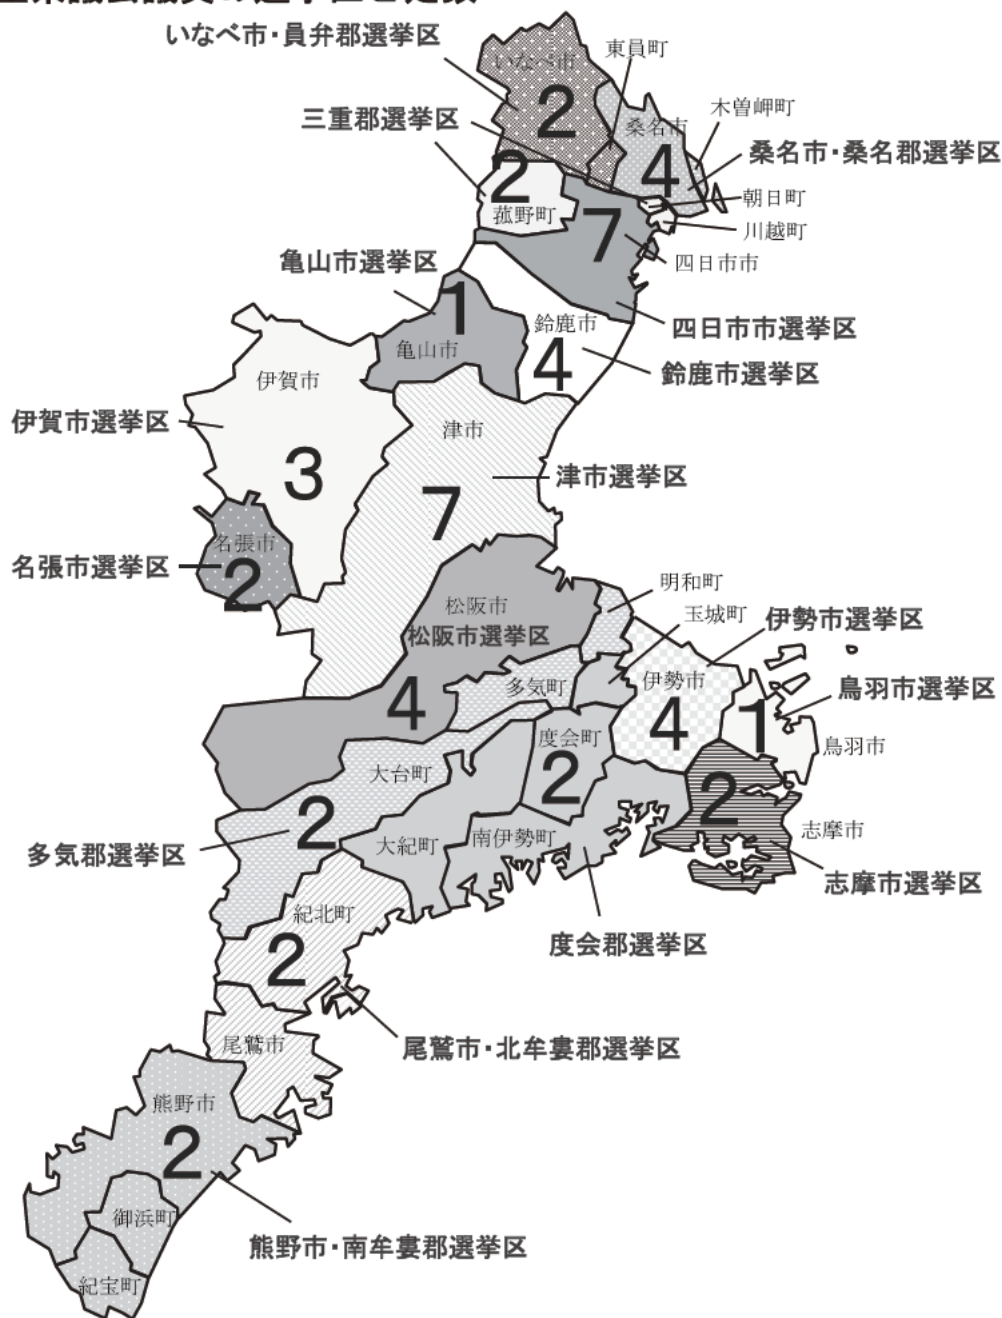 いなべ市・員弁郡選挙区
東員町
いなべ市
2
木曽岬町
三重郡選挙区
桑名市
桑名市・桑名郡選挙区
4
2
朝日町
菰野町
7
川越町
四日市市
亀山市選挙区
1
鈴鹿市
四日市市選挙区
亀山市
4
鈴鹿市選挙区
伊賀市
伊賀市選挙区
津市
3
津市選挙区
7
名張市
名張市選挙区
2
明和町
松阪市
玉城町
伊勢市選挙区
松阪市選挙区
多気町
伊勢市
鳥羽市選挙区
4
4
1
度会町
鳥羽市
大台町
2
2
2
志摩市
大紀町
南伊勢町
多気郡選挙区
志摩市選挙区
紀北町
度会郡選挙区
2
尾鷲市
尾鷲市・北牟婁郡選挙区
熊野市
2
御浜町
熊野市・南牟婁郡選挙区
紀宝町